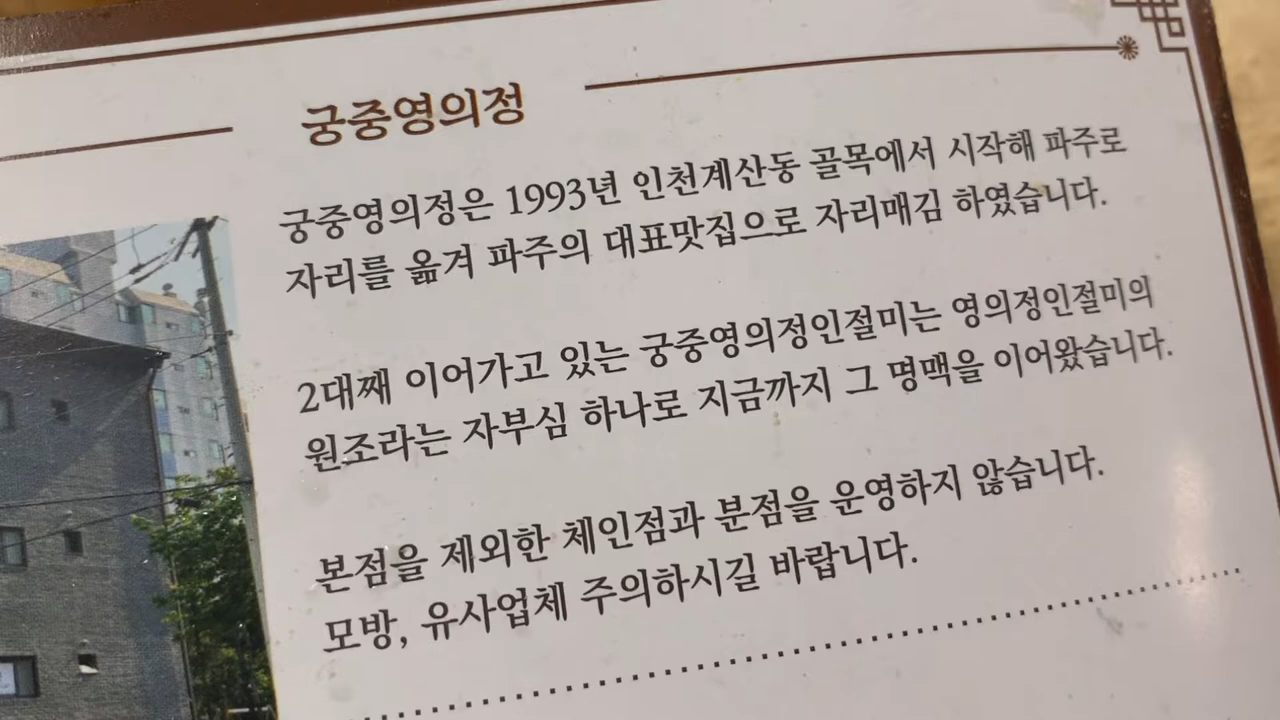 궁중영의정
궁중영의정은 1993년 인천계산동 골목에서 시작해 파주로
자리를 옮겨 파주의 대표맛집으로 자리매김 하였습니다.
2대째 이어가고 있는 궁중영의정인절미는 영의정인절미의
원조라는 자부심 하나로 지금까지 그 명맥을 이어왔습니다.
본점을 제외한 체인점과 분점을 운영하지 않습니다.
모방, 유사업체 주의하시길 바랍니다.